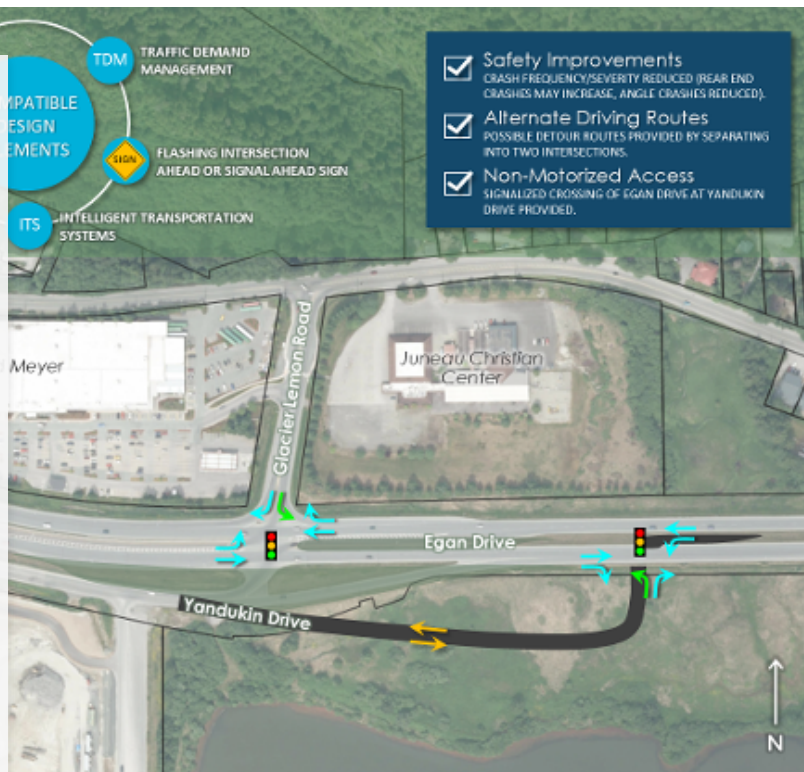 TDM
TRAFFIC DEMAND
MANAGEMENT
MPATIBLE
ESIGN
EMENTS
SIGN
FLASHING INTERSECTION
AHEAD OR SIGNAL AHEAD SIGN
ITS
INTELLIGENT TRANSPORTATION
SYSTEMS
Safety Improvements
CRASH FREQUENCY/SEVERITY REDUCED (REAR END
CRASHES MAY INCREASE, ANGLE CRASHES REDUCED).
Alternate Driving Routes
POSSIBLE DETOUR ROUTES PROVIDED BY SEPARATING
INTO TWO INTERSECTIONS.
Non-Motorized Access
SIGNALIZED CROSSING OF EGAN DRIVE AT YANDUKIN
DRIVE PROVIDED.
Meyer
Glacier Lemon Road
Juneau Christian
Center
Egan Drive
Yandukin Drive
N